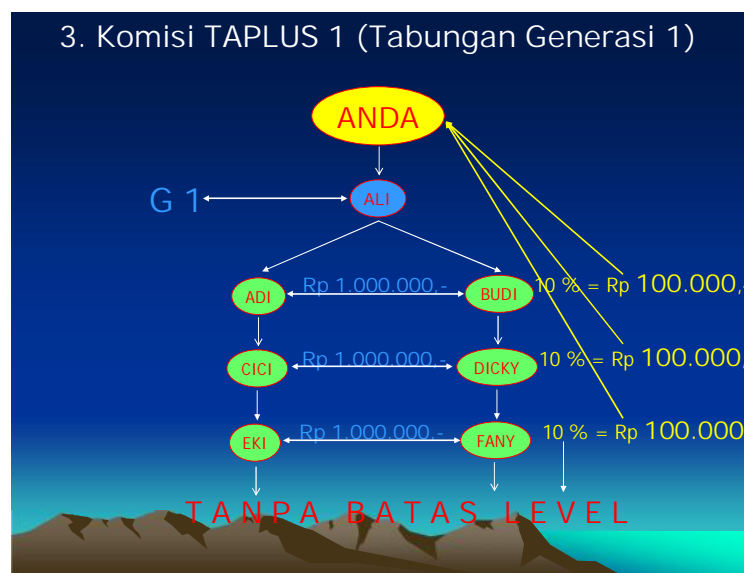 3. Komisi TAPLUS 1 (Tabungan Generasi 1)
ANDA
G 1
ALI
ADI
Rp 1.000.000,-
BUDI
10 % = Rp 100.000,-
CICI
Rp 1.000.000,-
DICKY
10 % = Rp 100.000,
EKI
Rp 1.000.000,-
FANY
10 % = Rp 100.000
TANPA BATAS LEVEL